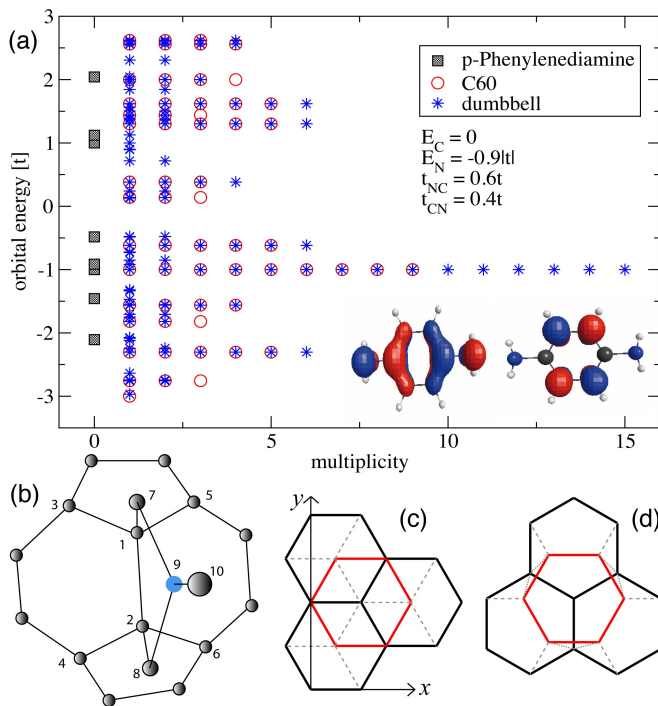 (a)
orbital energy [t]
3
2
1
0
-1
-2
-3
p-Phenylenediamine
C60
dumbbell
E_C = 0
E_N = -0.9|t|
t_NC = 0.6t
t_CN = 0.4t
0 5 10 15
multiplicity
(b)
7
3 5
1
9 10
2
4 6
8
(c)
y
x
(d)